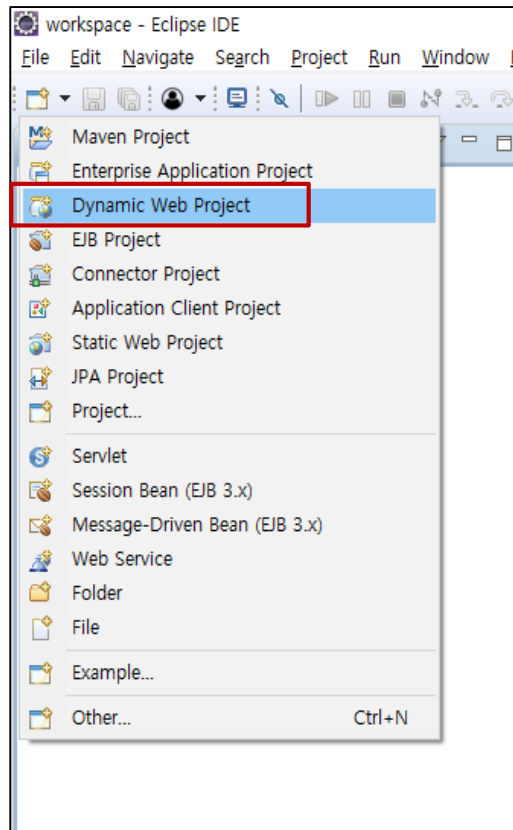 workspace - Eclipse IDE
File Edit Navigate Search Project Run Window
Maven Project
Enterprise Application Project
Dynamic Web Project
EJB Project
Connector Project
Application Client Project
Static Web Project
JPA Project
Project...
Servlet
Session Bean (EJB 3.x)
Message-Driven Bean (EJB 3.x)
Web Service
Folder
File
Example...
Other... Ctrl+N